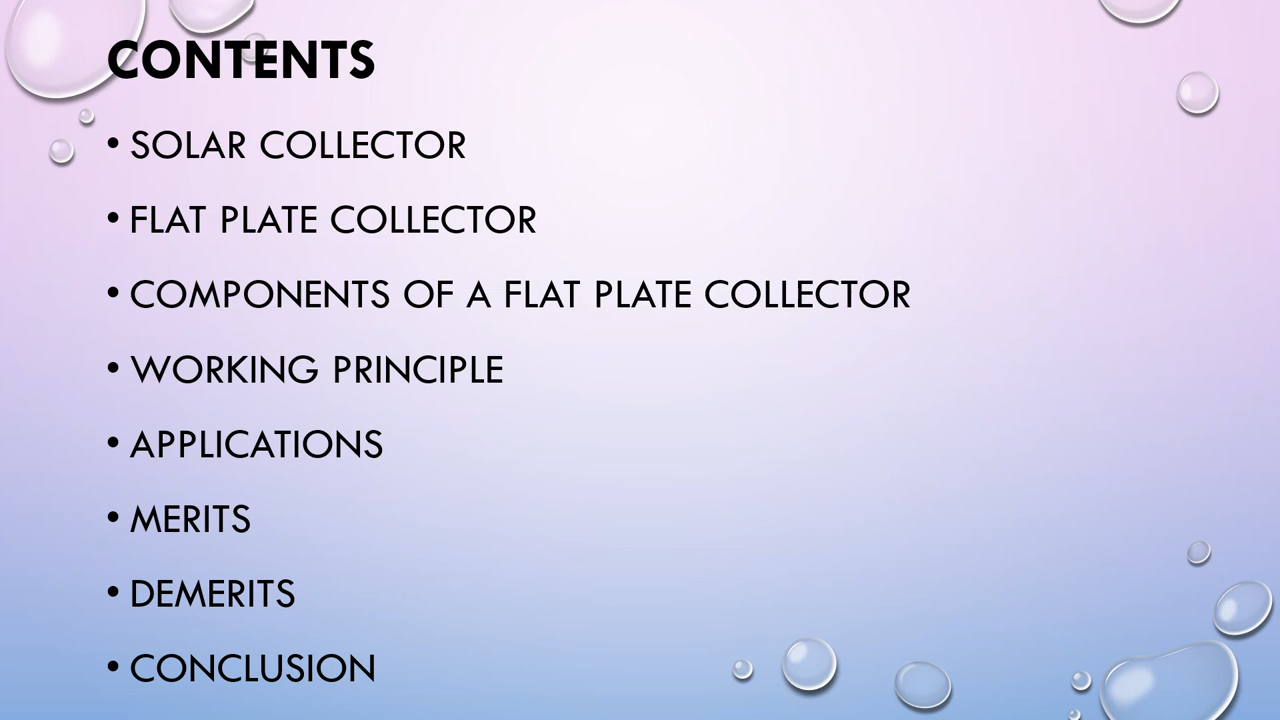 CONTENTS
• SOLAR COLLECTOR
• FLAT PLATE COLLECTOR
• COMPONENTS OF A FLAT PLATE COLLECTOR
• WORKING PRINCIPLE
• APPLICATIONS
• MERITS
• DEMERITS
• CONCLUSION